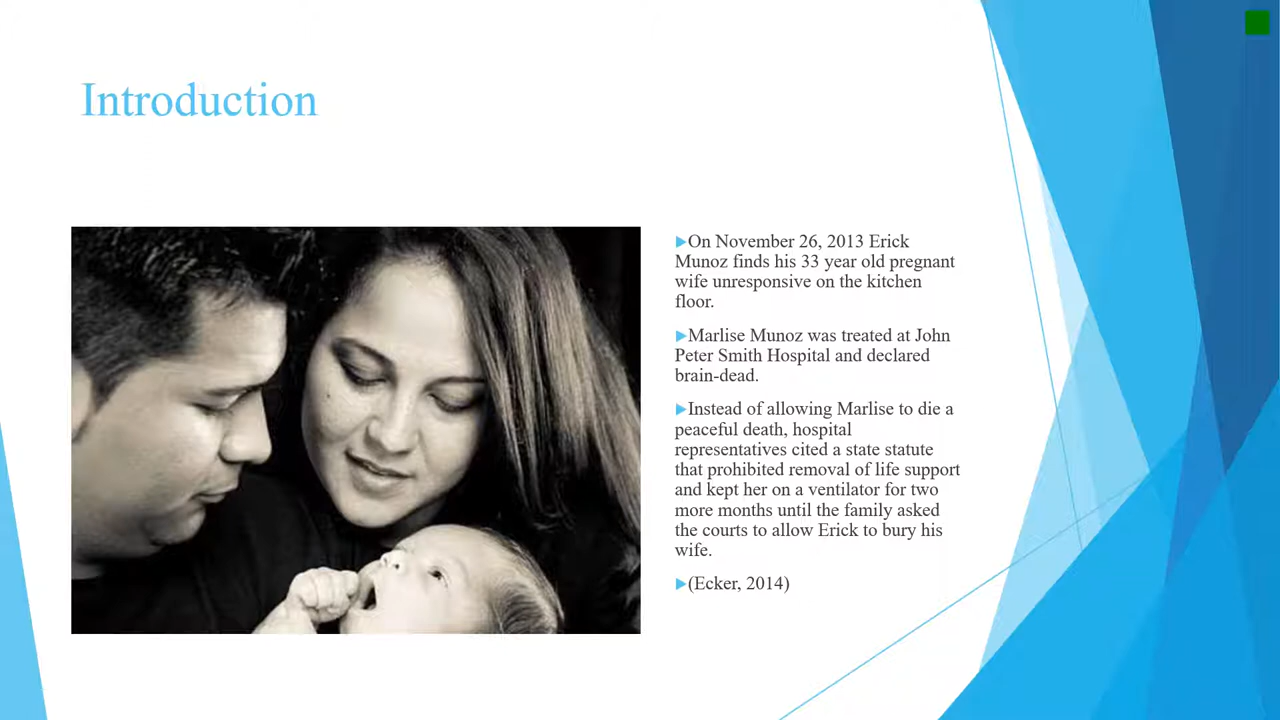 Introduction
On November 26, 2013 Erick
Munoz finds his 33 year old pregnant
wife unresponsive on the kitchen
floor.
Marlise Munoz was treated at John
Peter Smith Hospital and declared
brain-dead.
Instead of allowing Marlise to die a
peaceful death, hospital
representatives cited a state statute
that prohibited removal of life support
and kept her on a ventilator for two
more months until the family asked
the courts to allow Erick to bury his
wife.
(Ecker, 2014)